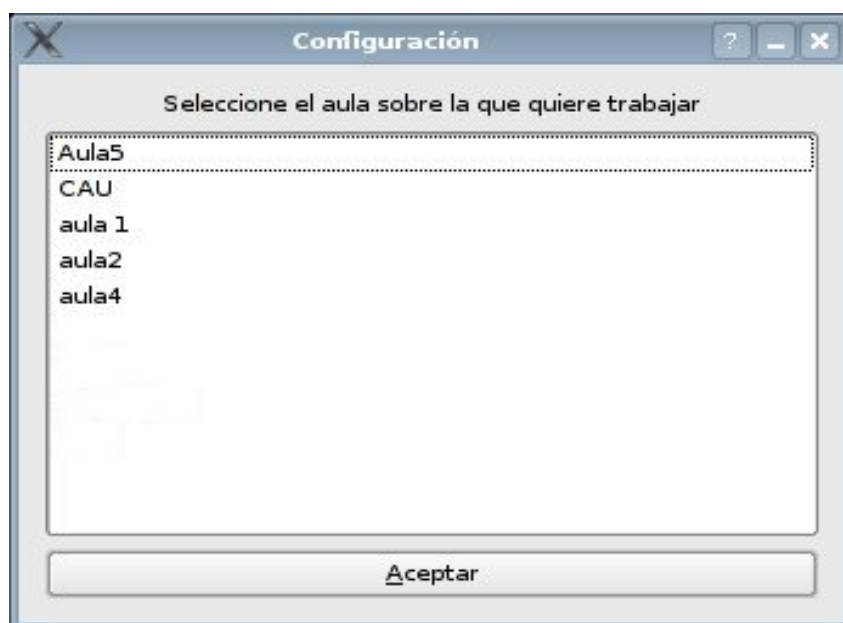 Configuración
Seleccione el aula sobre la que quiere trabajar
Aula5
CAU
aula 1
aula2
aula4
Aceptar